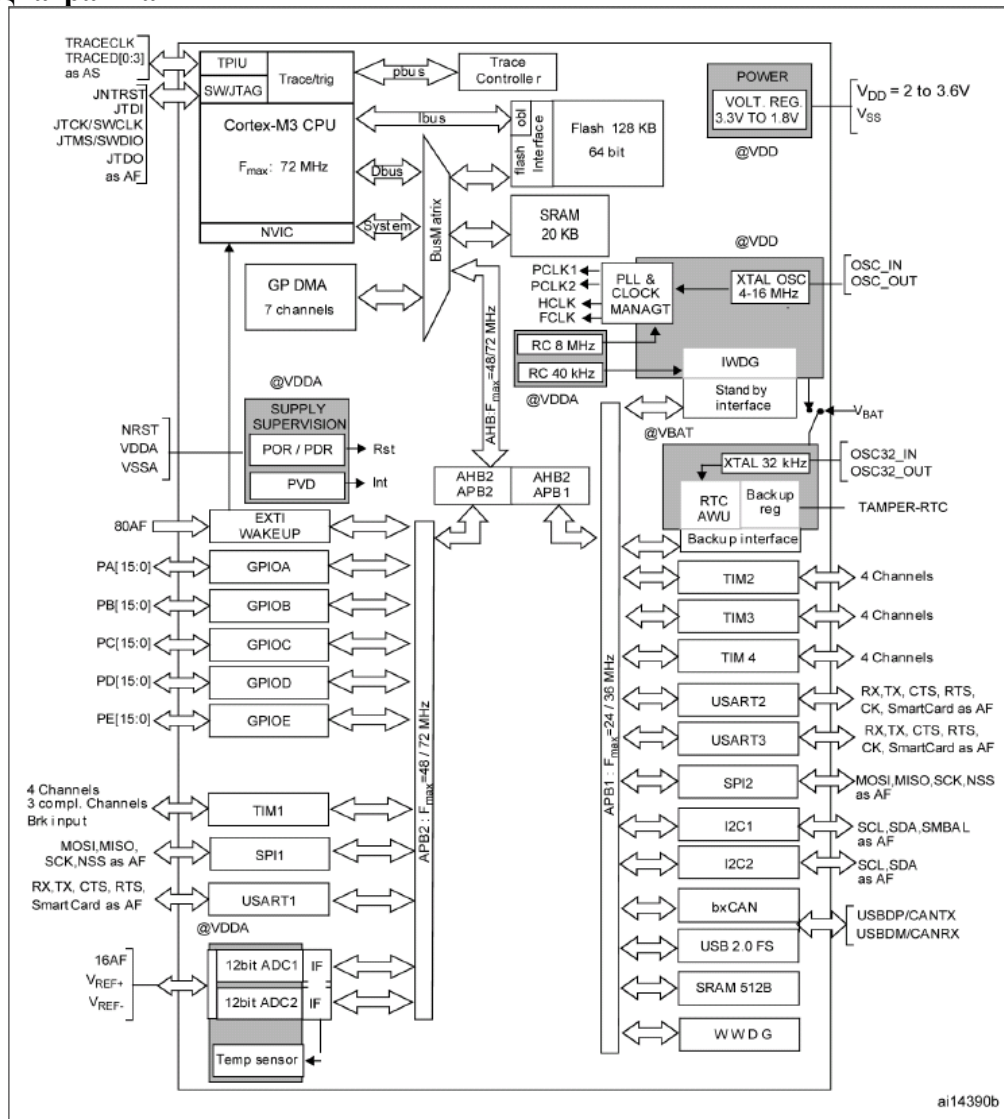 TRACECLK
TRACED[0:3]
as AS
TPIU
SW/JTAG
Trace/trig
pbus
Trace
Controller
JNTRST
JTDI
JTCK/SWCLK
JTMS/SWDIO
JTDO
as AF
Cortex-M3 CPU
Fmax: 72 MHz
NVIC
Ibus
Dbus
System
BusMatrix
obl
flash
Interface
Flash 128 KB
64 bit
SRAM
20 KB
POWER
VOLT. REG.
3.3V TO 1.8V
@VDD
VDD = 2 to 3.6V
VSS
GP DMA
7 channels
PCLK1
PCLK2
HCLK
FCLK
PLL &
CLOCK
MANAGT
@VDD
XTAL OSC
4-16 MHz
OSC_IN
OSC_OUT
RC 8 MHz
RC 40 kHz
@VDDA
IWDG
Stand by
interface
@VBAT
VBAT
XTAL 32 kHz
OSC32_IN
OSC32_OUT
RTC
AWU
Backup
reg
TAMPER-RTC
Backup interface
AHB:Fmax=48/72 MHz
@VDDA
NRST
VDDA
VSSA
SUPPLY
SUPERVISION
POR / PDR
Rst
PVD
Int
AHB2
APB2
AHB2
APB1
80AF
EXTI
WAKEUP
PA[15:0]
GPIOA
PB[15:0]
GPIOB
PC[15:0]
GPIOC
PD[15:0]
GPIOD
PE[15:0]
GPIOE
4 Channels
3 compl. Channels
Brk input
TIM1
MOSI,MISO,
SCK,NSS as AF
SPI1
RX,TX, CTS, RTS,
SmartCard as AF
USART1
@VDDA
16AF
VREF+
VREF-
12bit ADC1
IF
12bit ADC2
IF
Temp sensor
APB2 : Fmax=48 / 72 MHz
APB1 : Fmax=24 / 36 MHz
TIM2
4 Channels
TIM3
4 Channels
TIM 4
4 Channels
USART2
RX,TX, CTS, RTS,
CK, SmartCard as AF
USART3
RX,TX, CTS, RTS,
CK, SmartCard as AF
SPI2
MOSI,MISO,SCK,NSS
as AF
I2C1
SCL,SDA,SMBAL
as AF
I2C2
SCL,SDA
as AF
bxCAN
USBDP/CANTX
USBDM/CANRX
USB 2.0 FS
SRAM 512B
WWDG
ai14390b